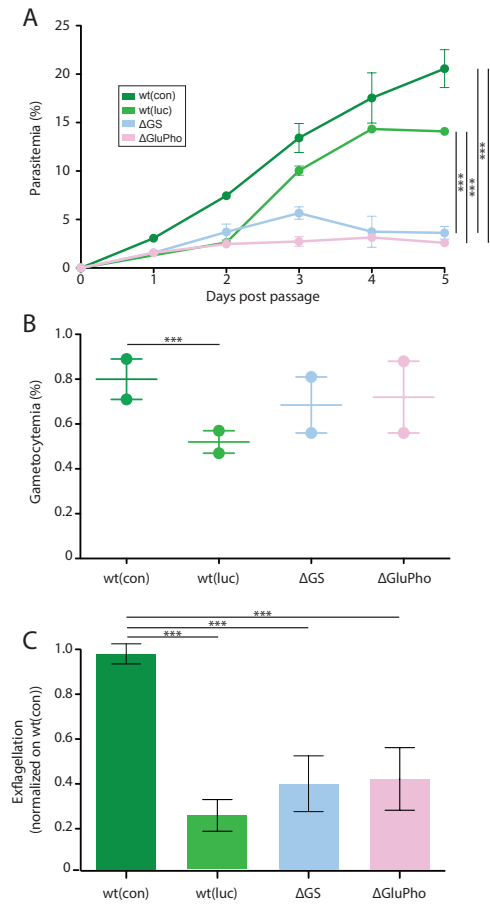 A
25
20
15
10
5
0
Parasitemia (%)
wt(con)
wt(luc)
ΔGS
ΔGluPho
***
***
***
***
0 1 2 3 4 5
Days post passage
B
1.0
0.8
0.6
0.4
0.2
0
Gametocytemia (%)
***
wt(con) wt(luc) ΔGS ΔGluPho
C
1.0
0.6
0.4
0.2
0
Exflagellation
(normalized on wt(con))
***
***
***
wt(con) wt(luc) ΔGS ΔGluPho